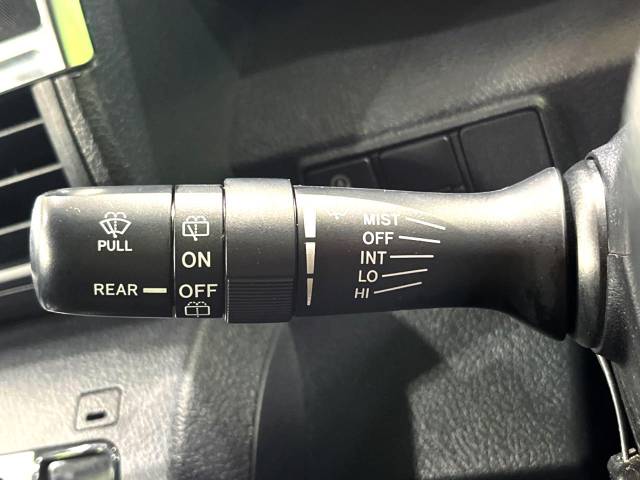 PULL
REAR
ON
OFF
MIST
OFF
INT
LO
HI